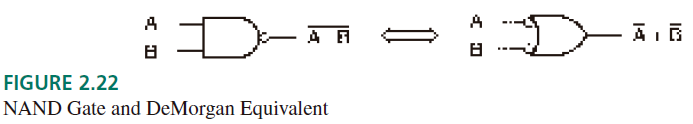 A
B
A B
A
B
A + B
FIGURE 2.22
NAND Gate and DeMorgan Equivalent